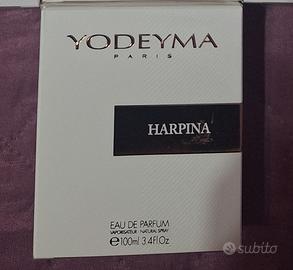 YODEYMA
PARIS
HARPINA
EAU DE PARFUM
VAPORISATEUR - NATURAL SPRAY
e 100ml 3.4fl Oz
subito